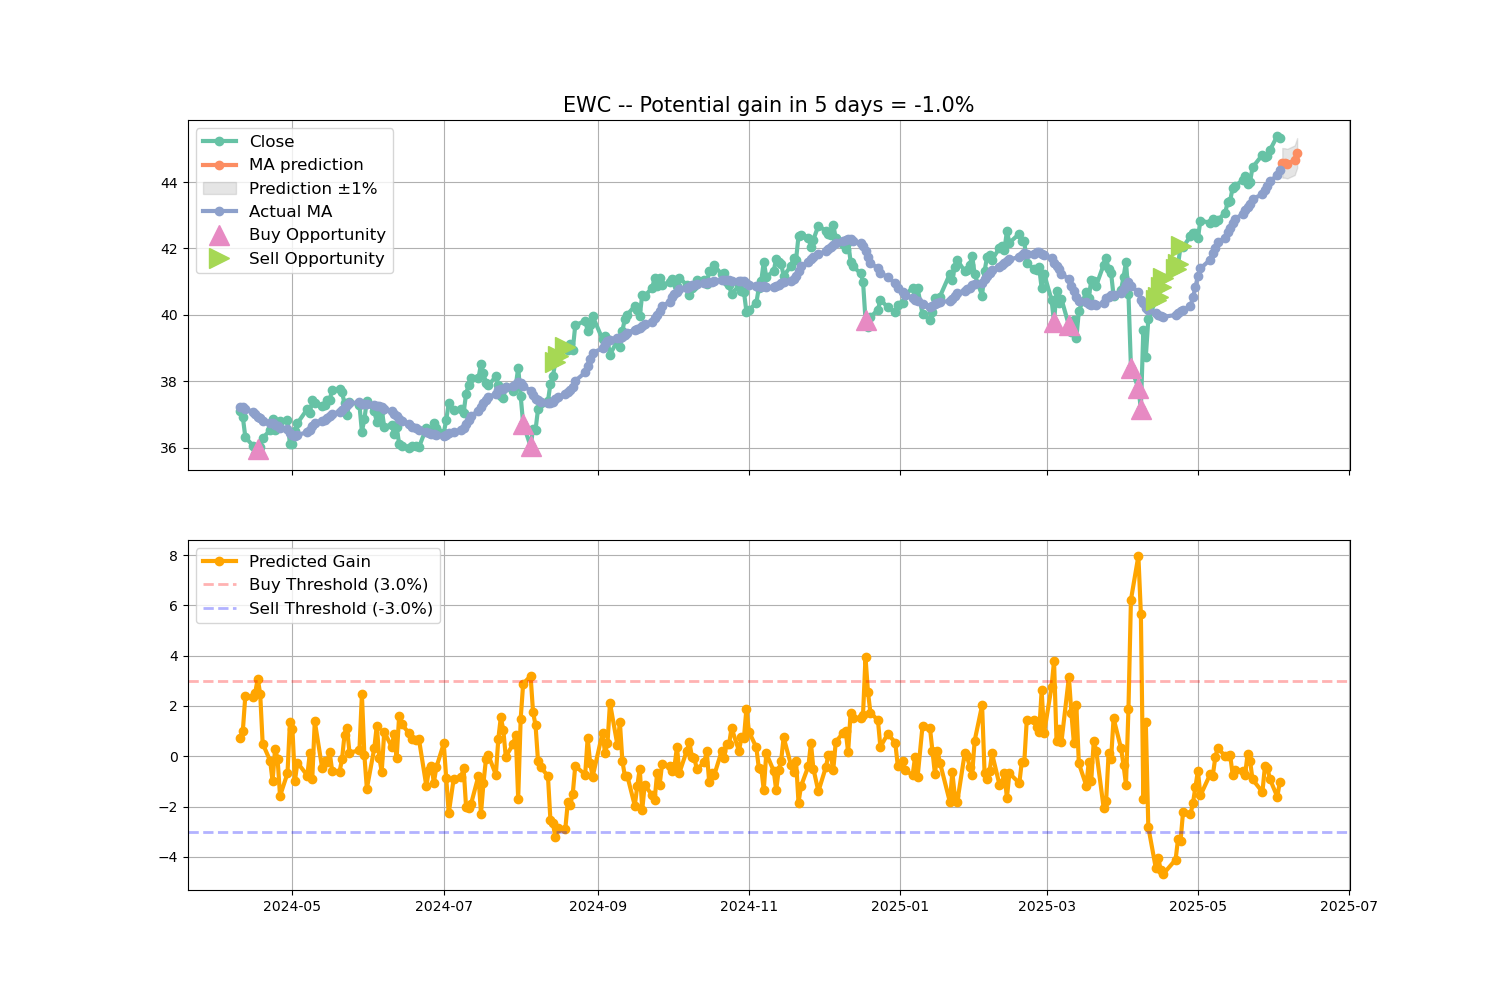 EWC -- Potential gain in 5 days = -1.0%
Close
MA prediction
Prediction ±1%
Actual MA
Buy Opportunity
Sell Opportunity
44
42
40
38
36
Predicted Gain
Buy Threshold (3.0%)
Sell Threshold (-3.0%)
8
6
4
2
0
−2
−4
2024-05
2024-07
2024-09
2024-11
2025-01
2025-03
2025-05
2025-07